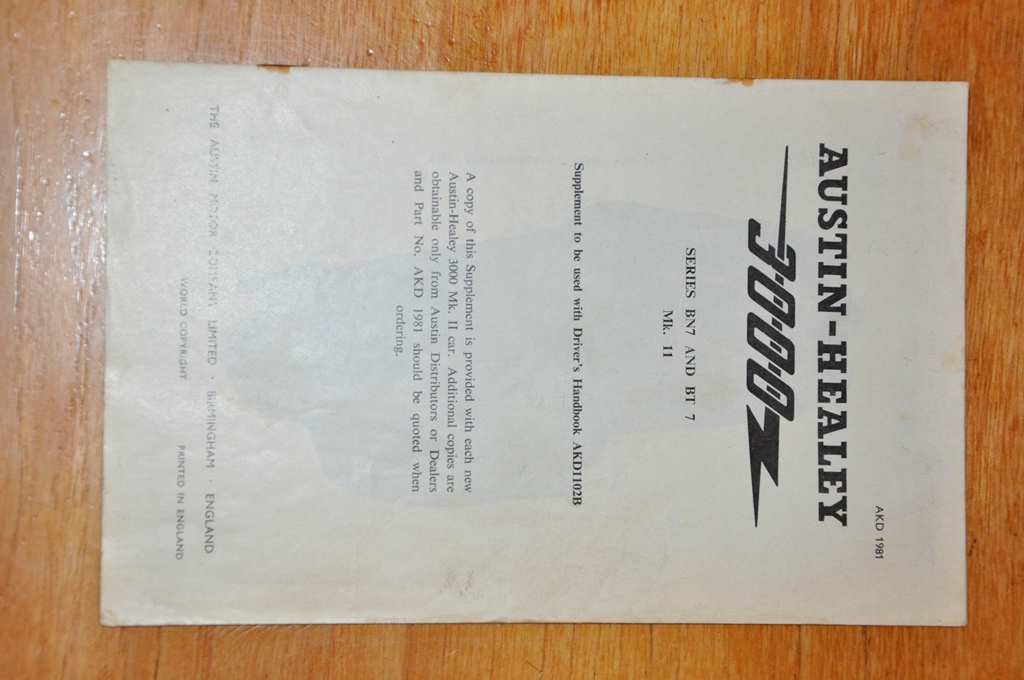 AKD 1981
AUSTIN-HEALEY
3000
SERIES BN7 AND BT 7
Mk. 11
Supplement to be used with Driver's Handbook AKD1102B
A copy of this Supplement is provided with each new
Austin-Healey 3000 Mk. II car. Additional copies are
obtainable only from Austin Distributors or Dealers
and Part No. AKD 1981 should be quoted when
ordering.
THE AUSTIN MOTOR COMPANY LIMITED · BIRMINGHAM · ENGLAND
WORLD COPYRIGHT PRINTED IN ENGLAND